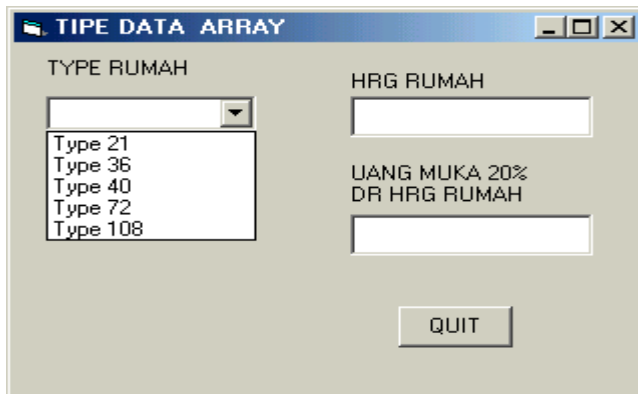 TIPE DATA ARRAY
TYPE RUMAH
Type 21
Type 36
Type 40
Type 72
Type 108
HRG RUMAH
UANG MUKA 20%
DR HRG RUMAH
QUIT